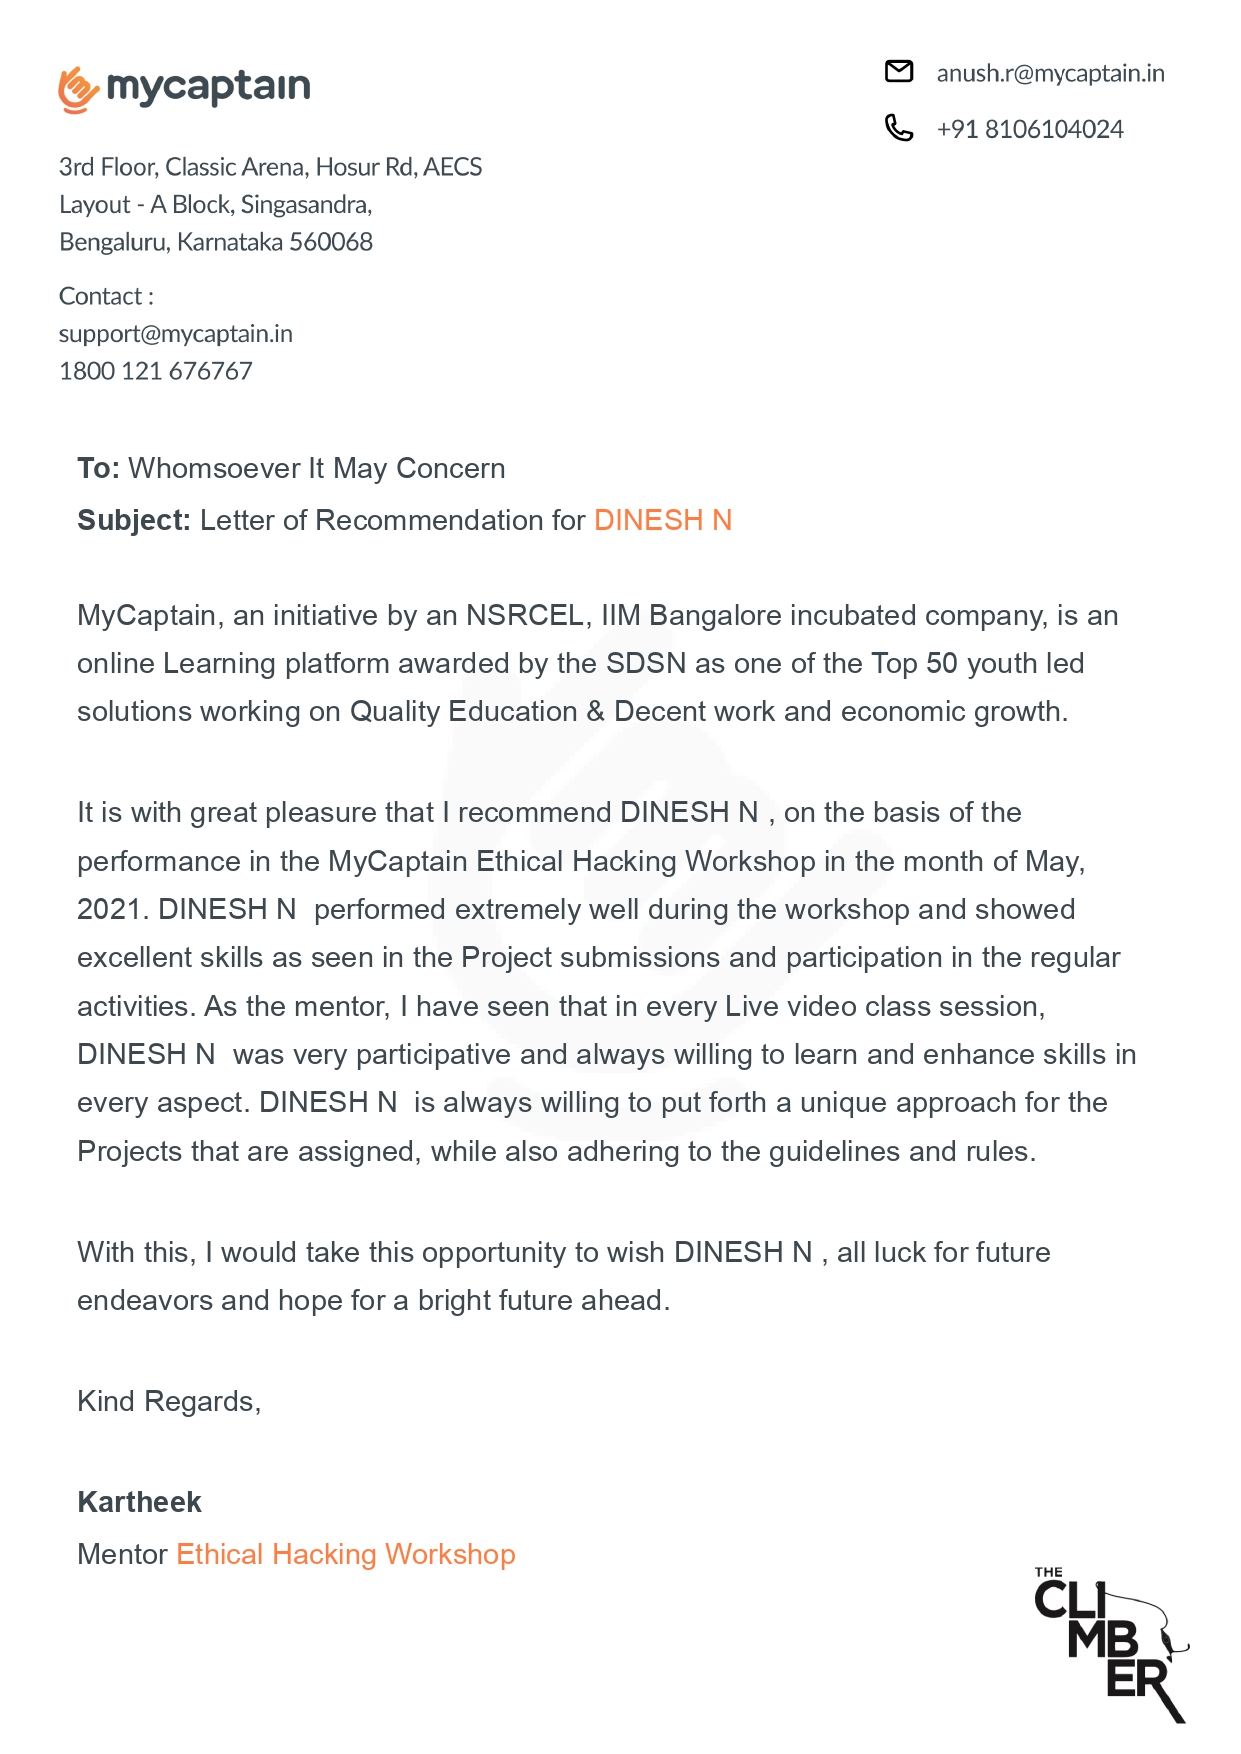 mycaptain
anush.r@mycaptain.in
+91 8106104024
3rd Floor, Classic Arena, Hosur Rd, AECS
Layout - A Block, Singasandra,
Bengaluru, Karnataka 560068
Contact :
support@mycaptain.in
1800 121 676767
To: Whomsoever It May Concern
Subject: Letter of Recommendation for DINESH N
MyCaptain, an initiative by an NSRCEL, IIM Bangalore incubated company, is an
online Learning platform awarded by the SDSN as one of the Top 50 youth led
solutions working on Quality Education & Decent work and economic growth.
It is with great pleasure that I recommend DINESH N , on the basis of the
performance in the MyCaptain Ethical Hacking Workshop in the month of May,
2021. DINESH N  performed extremely well during the workshop and showed
excellent skills as seen in the Project submissions and participation in the regular
activities. As the mentor, I have seen that in every Live video class session,
DINESH N  was very participative and always willing to learn and enhance skills in
every aspect. DINESH N  is always willing to put forth a unique approach for the
Projects that are assigned, while also adhering to the guidelines and rules.
With this, I would take this opportunity to wish DINESH N , all luck for future
endeavors and hope for a bright future ahead.
Kind Regards,
Kartheek
Mentor Ethical Hacking Workshop
THE
CLI
MB
ER